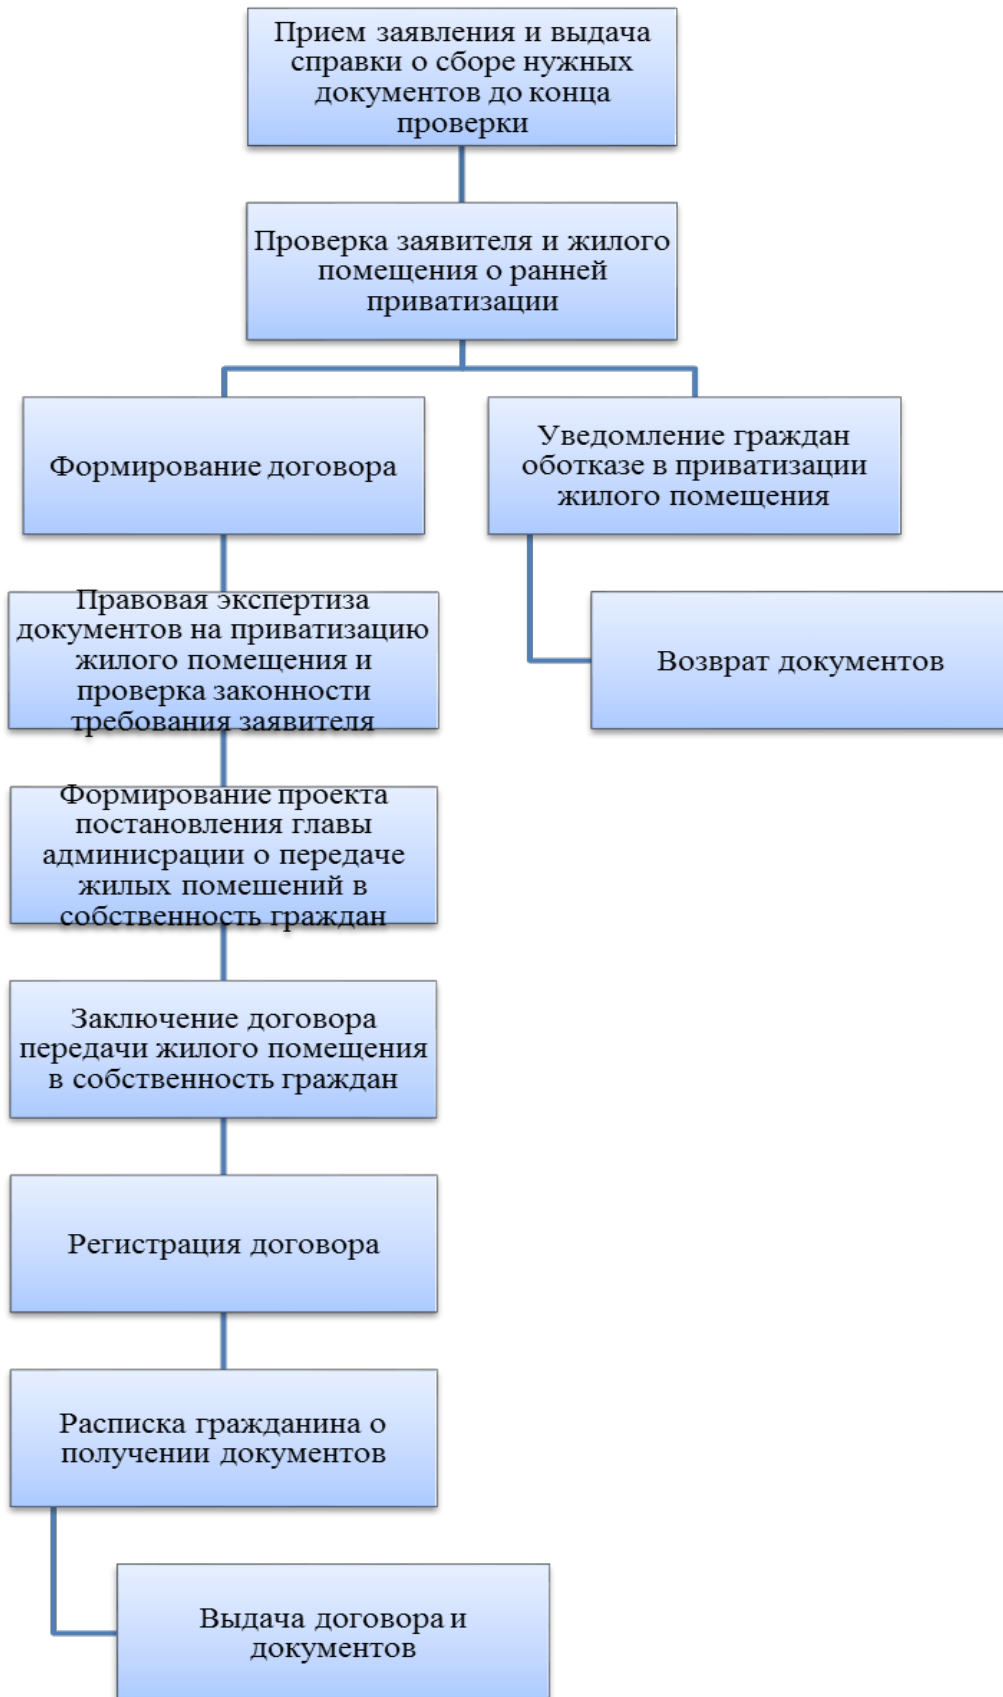 Прием заявления и выдача
справки о сборе нужных
документов до конца
проверки
Проверка заявителя и жилого
помещения о ранней
приватизации
Формирование договора
Уведомление граждан
оботказе в приватизации
жилого помещения
Правовая экспертиза
документов на приватизацию
жилого помещения и
проверка законности
требования заявителя
Возврат документов
Формирование проекта
постановления главы
админисрации о передаче
жилых помешений в
собственность граждан
Заключение договора
передачи жилого помещения
в собственность граждан
Регистрация договора
Расписка гражданина о
получении документов
Выдача договора и
документов